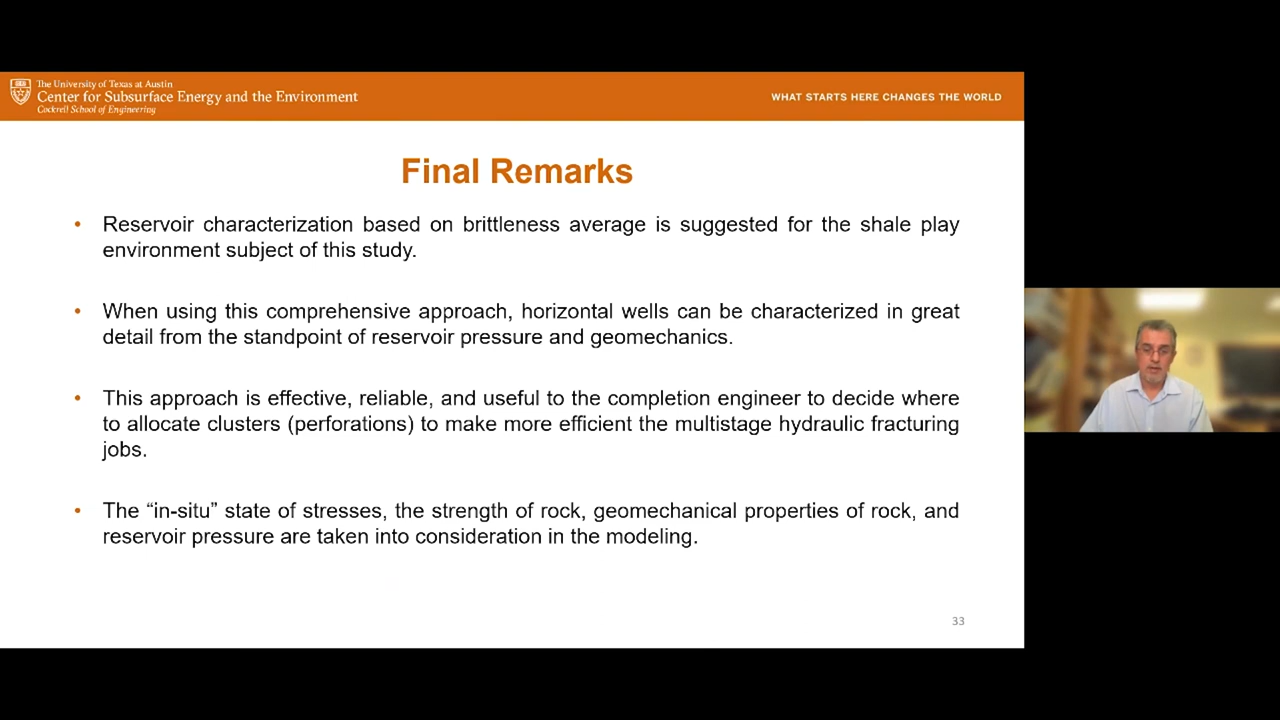 The University of Texas at Austin
Center for Subsurface Energy and the Environment
Cockrell School of Engineering
WHAT STARTS HERE CHANGES THE WORLD
Final Remarks
• Reservoir characterization based on brittleness average is suggested for the shale play
environment subject of this study.
• When using this comprehensive approach, horizontal wells can be characterized in great
detail from the standpoint of reservoir pressure and geomechanics.
• This approach is effective, reliable, and useful to the completion engineer to decide where
to allocate clusters (perforations) to make more efficient the multistage hydraulic fracturing
jobs.
• The “in-situ” state of stresses, the strength of rock, geomechanical properties of rock, and
reservoir pressure are taken into consideration in the modeling.
33